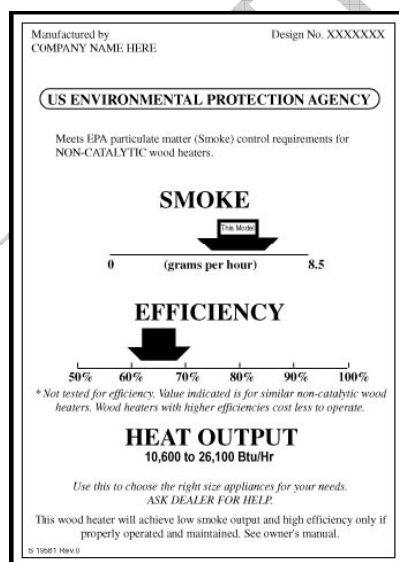 Manufactured by Design No. XXXXXXX
COMPANY NAME HERE
US ENVIRONMENTAL PROTECTION AGENCY
Meets EPA particulate matter (Smoke) control requirements for
NON-CATALYTIC wood heaters.
SMOKE
This Model
0 (grams per hour) 8.5
EFFICIENCY
50% 60% 70% 80% 90% 100%
* Not tested for efficiency. Value indicated is for similar non-catalytic wood
heaters. Wood heaters with higher efficiencies cost less to operate.
HEAT OUTPUT
10,600 to 26,100 Btu/Hr
Use this to choose the right size appliances for your needs.
ASK DEALER FOR HELP.
This wood heater will achieve low smoke output and high efficiency only if
properly operated and maintained. See owner's manual.
S 19581 Rev.0